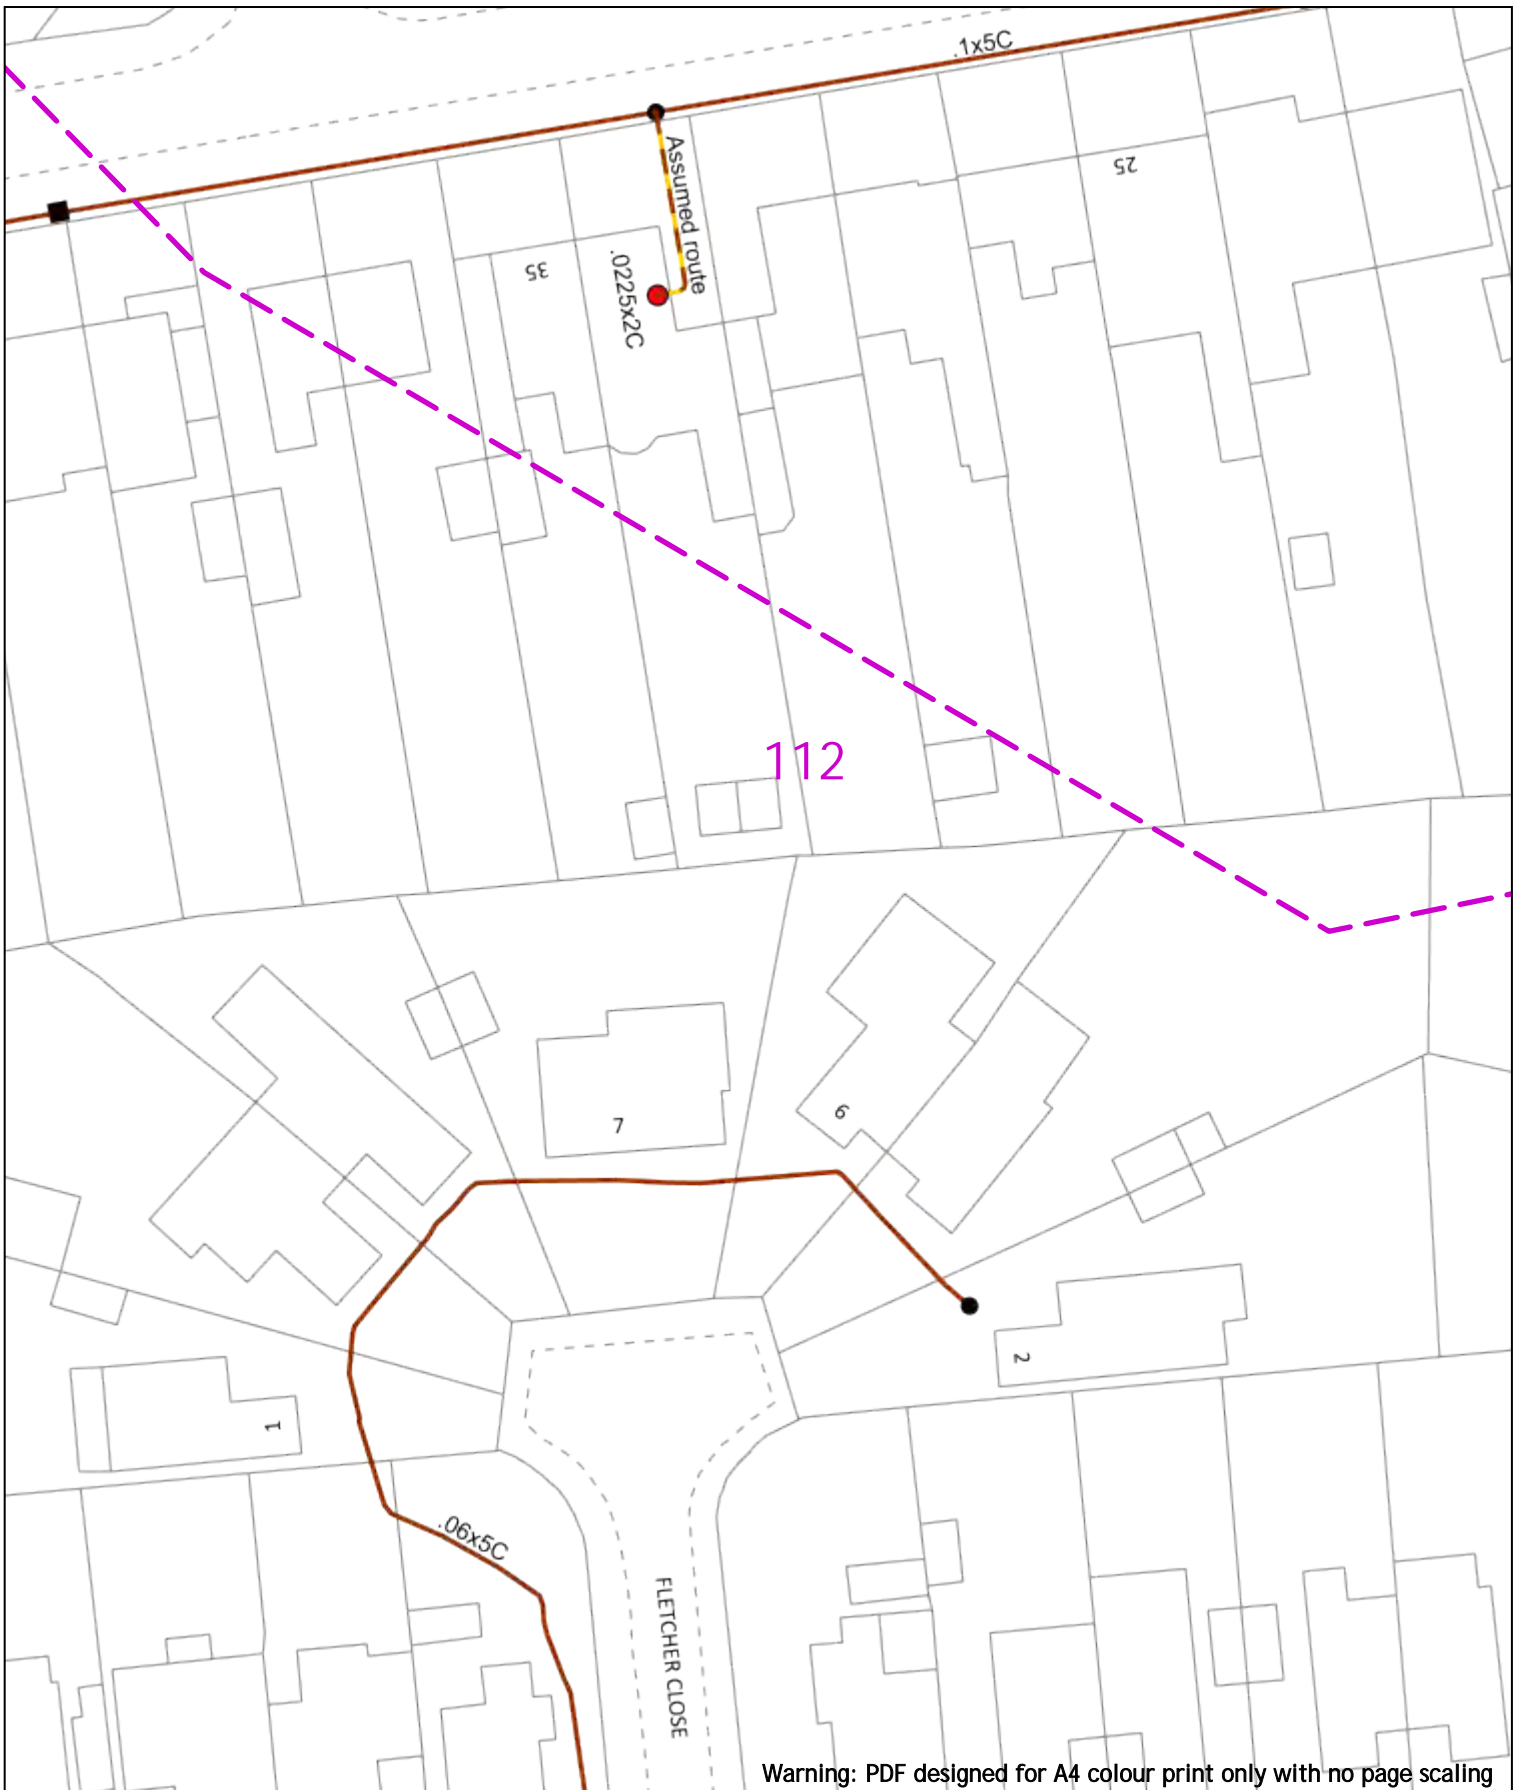 .1x5C
Assumed route
25
35
.0225x2C
112
6
7
2
1
.06x5C
FLETCHER CLOSE
Warning: PDF designed for A4 colour print only with no page scaling